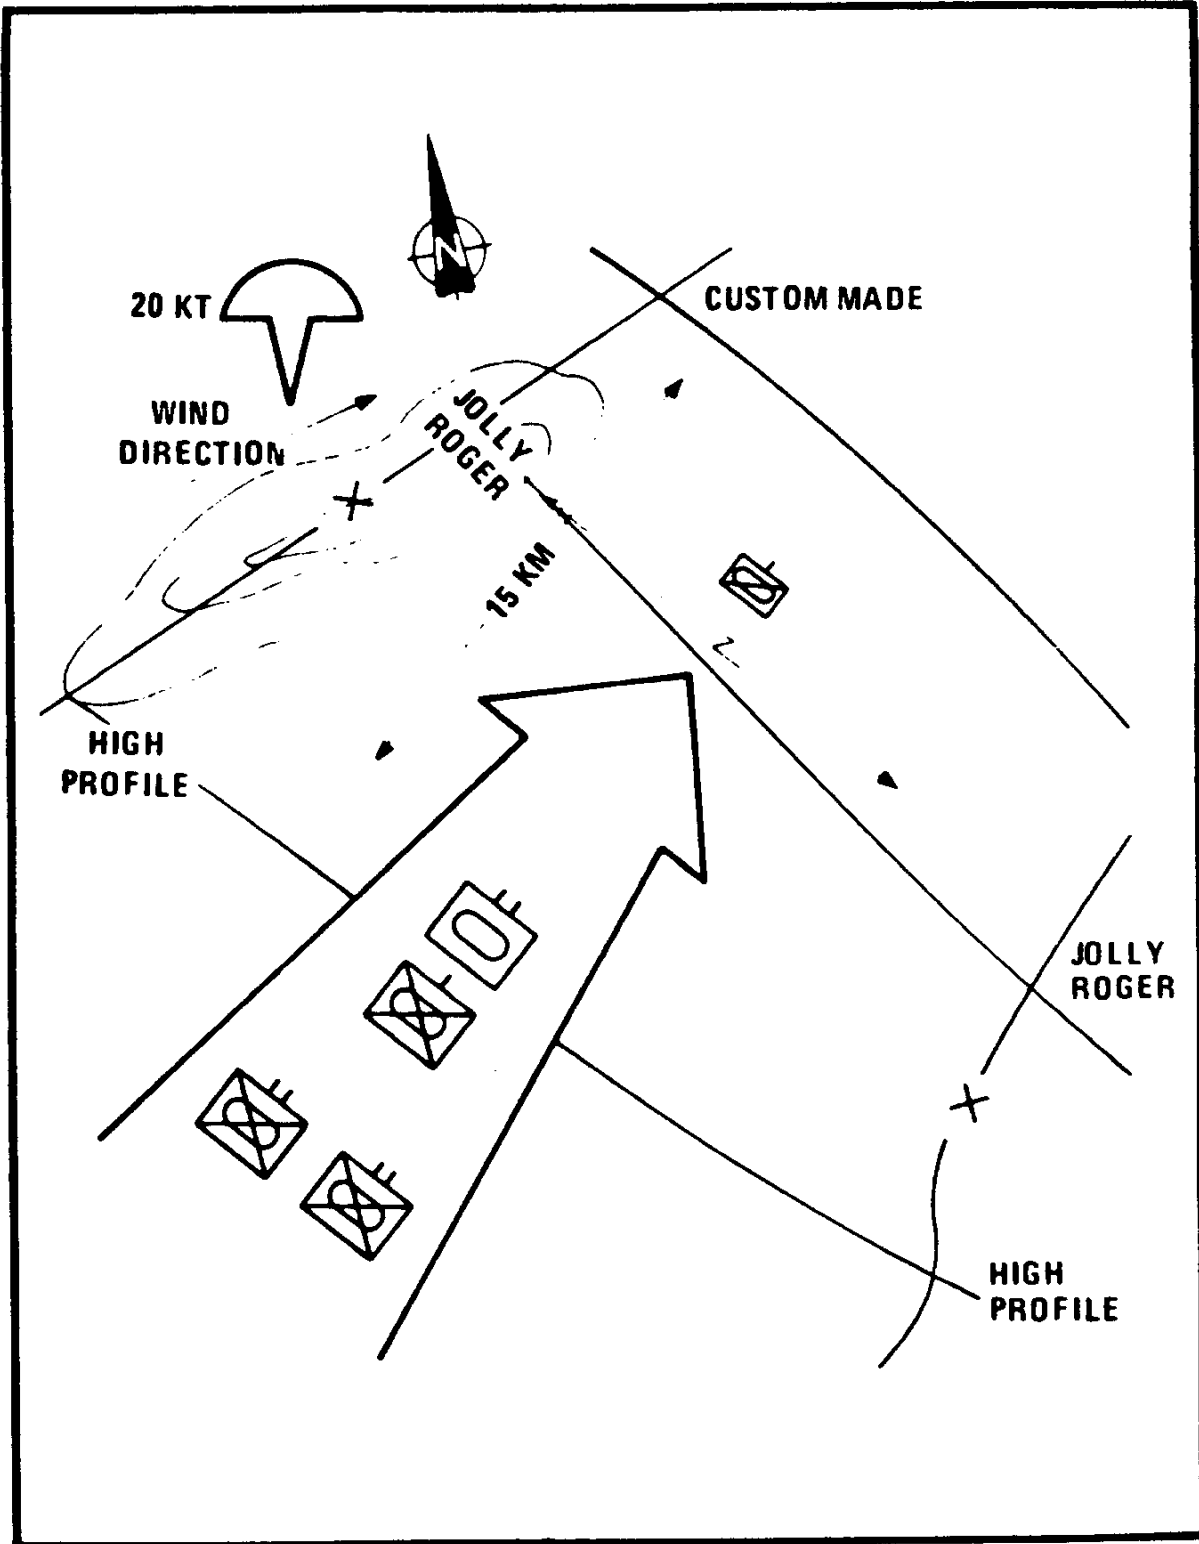 N
20 KT
CUSTOM MADE
WIND
DIRECTION
JOLLY
ROGER
15 KM
HIGH
PROFILE
JOLLY
ROGER
HIGH
PROFILE